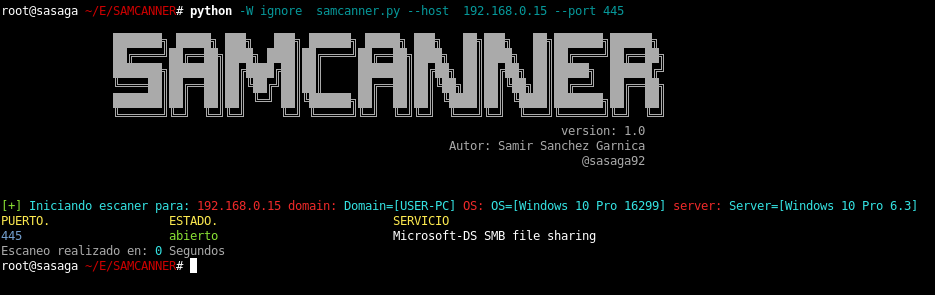 root@sasaga ~/E/SAMCANNER# python -W ignore  samcanner.py --host  192.168.0.15 --port 445
SAMCANNER
version: 1.0
Autor: Samir Sanchez Garnica
@sasaga92
[+] Iniciando escaner para: 192.168.0.15 domain: Domain=[USER-PC] OS: OS=[Windows 10 Pro 16299] server: Server=[Windows 10 Pro 6.3]
PUERTO. ESTADO. SERVICIO
445 abierto Microsoft-DS SMB file sharing
Escaneo realizado en: 0 Segundos
root@sasaga ~/E/SAMCANNER#